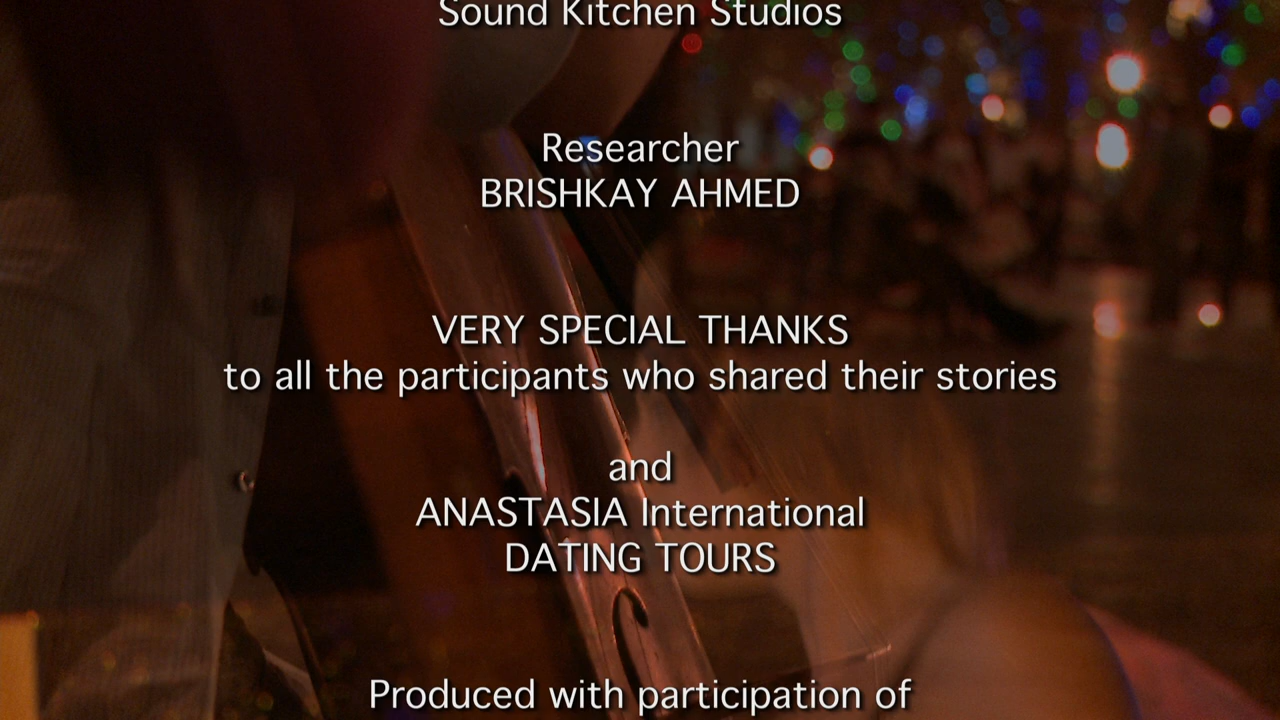 Sound Kitchen Studios
Researcher
BRISHKAY AHMED
VERY SPECIAL THANKS
to all the participants who shared their stories
and
ANASTASIA International
DATING TOURS
Produced with participation of